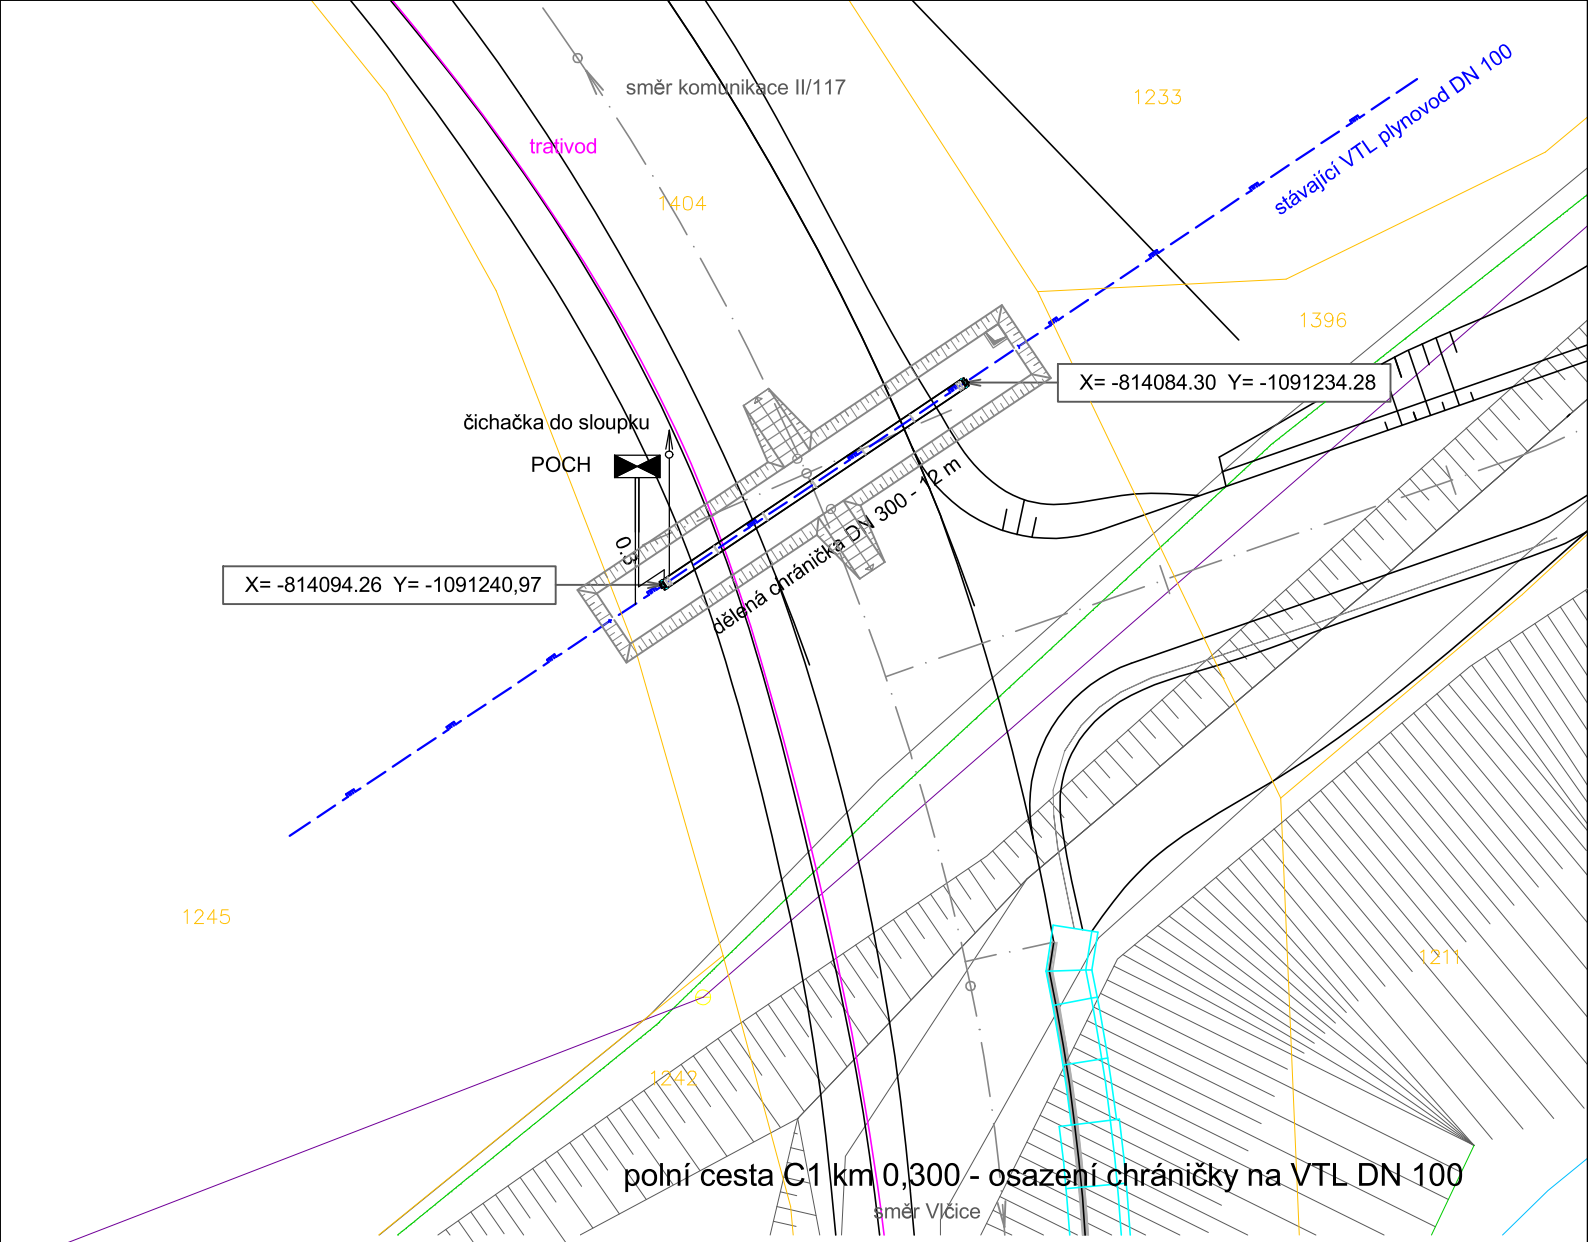 stávající VTL plynovod DN 100
směr komunikace II/117
1233
trativod
1404
1396
X= -814084.30  Y= -1091234.28
čichačka do sloupku
POCH
0.8
dělená chránička DN 300 - 12 m
X= -814094.26  Y= -1091240,97
1245
1211
1242
polní cesta C1 km 0,300 - osazení chráničky na VTL DN 100
směr Vlčice